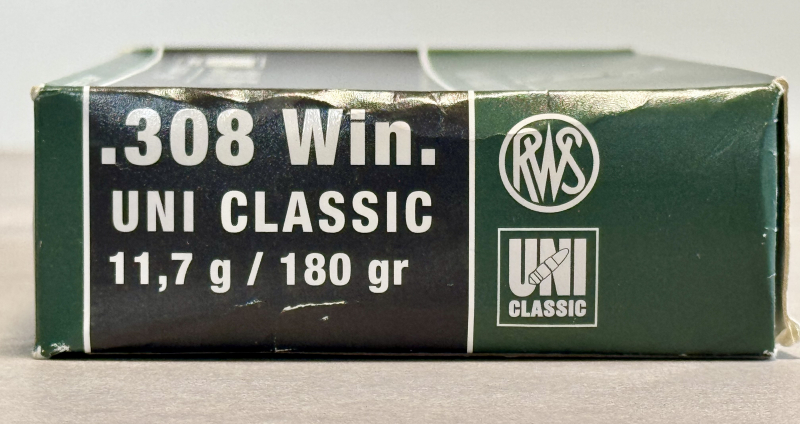 .308 Win.
UNI CLASSIC
11,7 g / 180 gr
RWS
UNI
CLASSIC